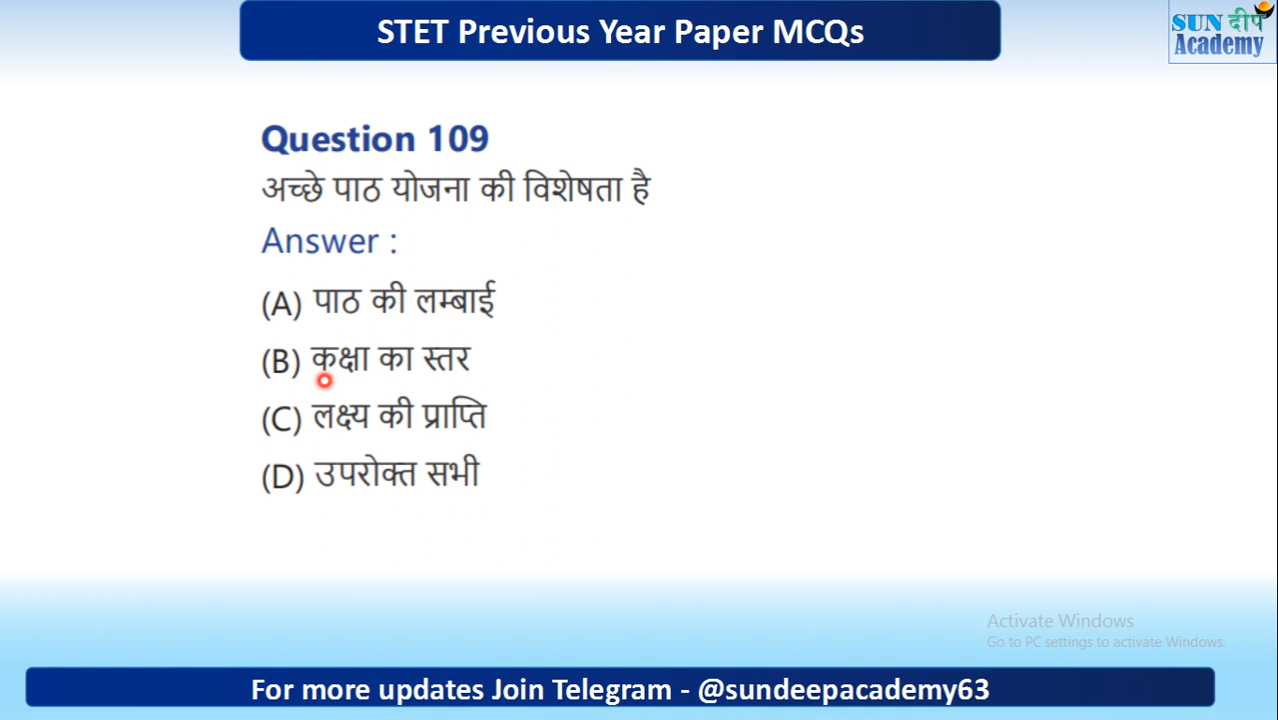 STET Previous Year Paper MCQs
SUN दीप
Academy
Question 109
अच्छे पाठ योजना की विशेषता है
Answer :
(A) पाठ की लम्बाई
(B) कक्षा का स्तर
(C) लक्ष्य की प्राप्ति
(D) उपरोक्त सभी
Activate Windows
Go to PC settings to activate Windows.
For more updates Join Telegram - @sundeepacademy63